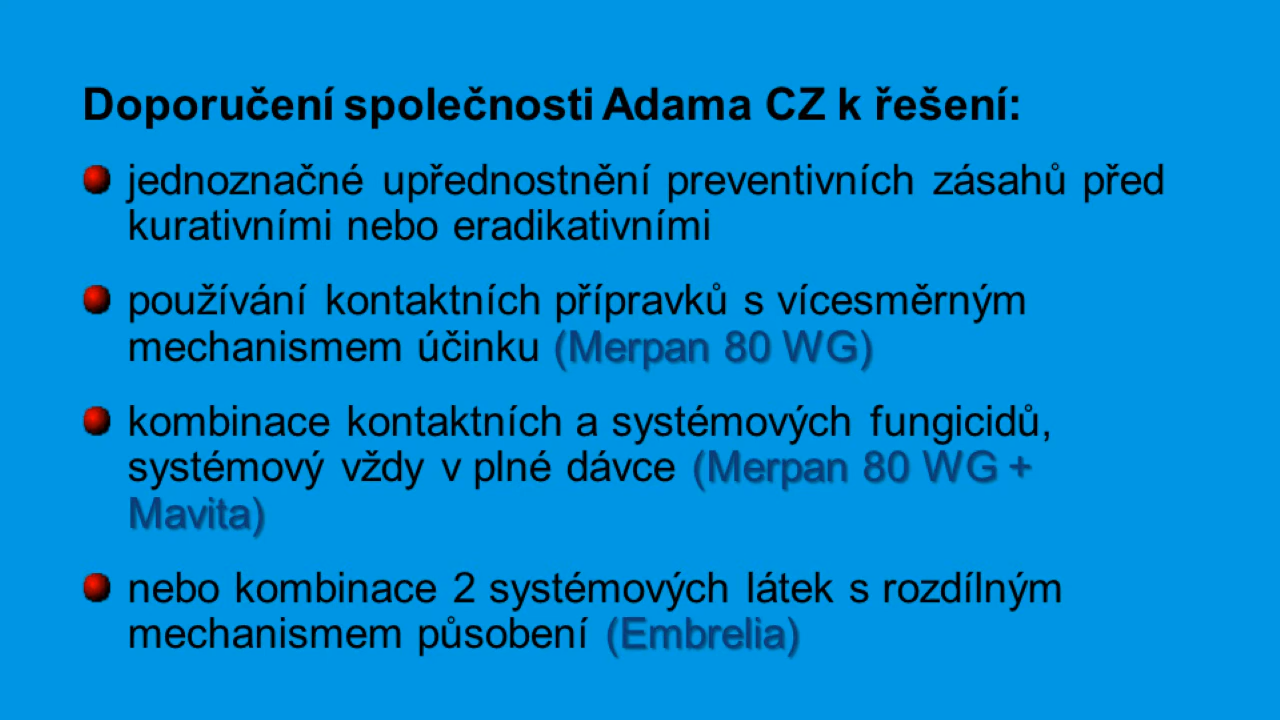 Doporučení společnosti Adama CZ k řešení:
jednoznačné upřednostnění preventivních zásahů před
kurativními nebo eradikativními
používání kontaktních přípravků s vícesměrným
mechanismem účinku (Merpan 80 WG)
kombinace kontaktních a systémových fungicidů,
systémový vždy v plné dávce (Merpan 80 WG +
Mavita)
nebo kombinace 2 systémových látek s rozdílným
mechanismem působení (Embrelia)